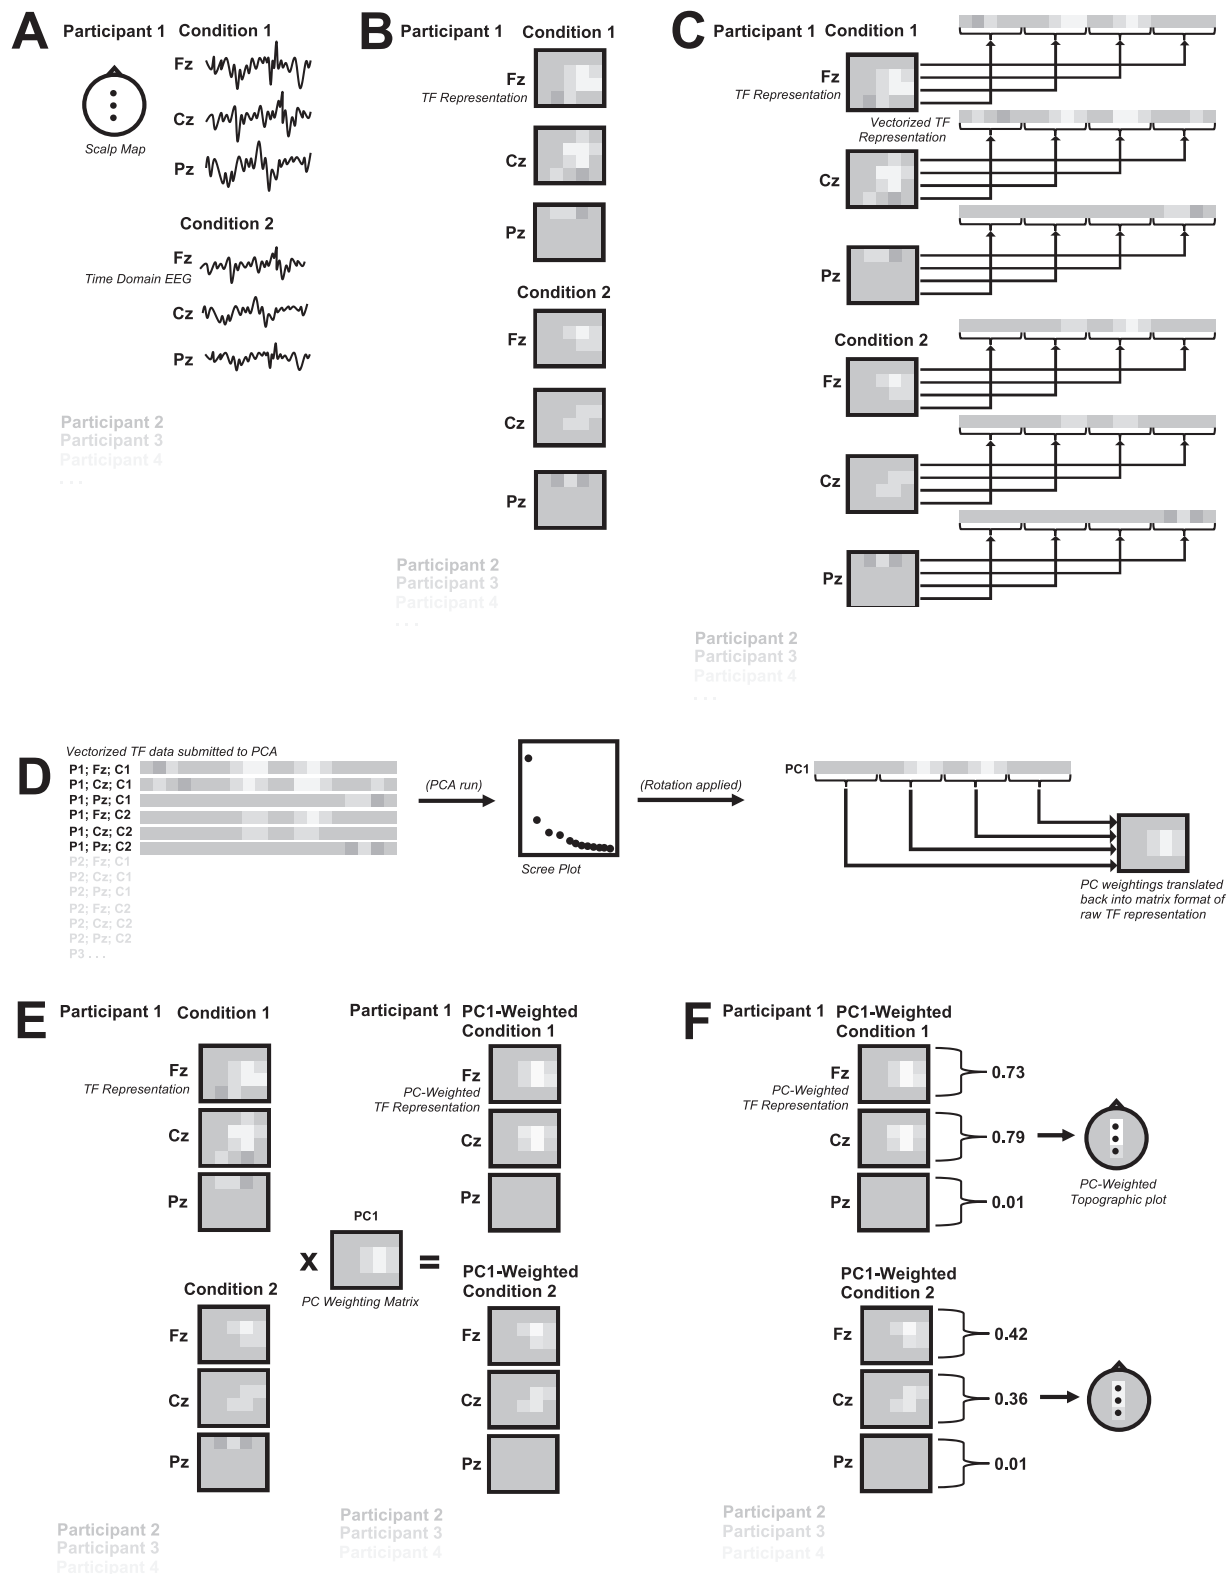 A
Participant 1 Condition 1
Fz
Cz
Scalp Map
Pz
Condition 2
Fz
Time Domain EEG
Cz
Pz
Participant 2
Participant 3
Participant 4
. . .
B
Participant 1 Condition 1
Fz
TF Representation
Cz
Pz
Condition 2
Fz
Cz
Pz
Participant 2
Participant 3
Participant 4
. . .
C
Participant 1 Condition 1
Fz
TF Representation
Vectorized TF
Representation
Cz
Pz
Condition 2
Fz
Cz
Pz
Participant 2
Participant 3
Participant 4
. . .
D
Vectorized TF data submitted to PCA
P1; Fz; C1
P1; Cz; C1
P1; Pz; C1
P1; Fz; C2
P1; Cz; C2
P1; Pz; C2
P2; Fz; C1
P2; Cz; C1
P2; Pz; C1
P2; Fz; C2
P2; Cz; C2
P2; Pz; C2
P3 . . .
(PCA run)
Scree Plot
(Rotation applied)
PC1
PC weightings translated
back into matrix format of
raw TF representation
E
Participant 1 Condition 1
Fz
TF Representation
Cz
Pz
Condition 2
Fz
Cz
Pz
Participant 2
Participant 3
Participant 4
x
PC1
=
PC Weighting Matrix
Participant 1 PC1-Weighted
Condition 1
Fz
PC-Weighted
TF Representation
Cz
Pz
PC1-Weighted
Condition 2
Fz
Cz
Pz
Participant 2
Participant 3
Participant 4
F
Participant 1 PC1-Weighted
Condition 1
Fz
0.73
PC-Weighted
TF Representation
Cz
0.79
PC-Weighted
Topographic plot
Pz
0.01
PC1-Weighted
Condition 2
Fz
0.42
Cz
0.36
Pz
0.01
Participant 2
Participant 3
Participant 4